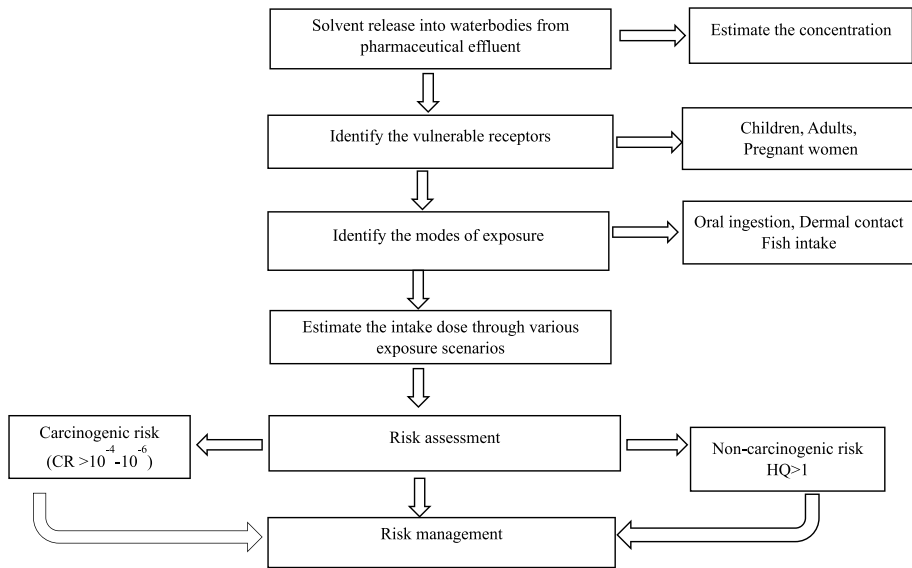 Solvent release into waterbodies from
pharmaceutical effluent
Estimate the concentration
Identify the vulnerable receptors
Children, Adults,
Pregnant women
Identify the modes of exposure
Oral ingestion, Dermal contact
Fish intake
Estimate the intake dose through various
exposure scenarios
Carcinogenic risk
(CR >10⁻⁴-10⁻⁶)
Risk assessment
Non-carcinogenic risk
HQ>1
Risk management